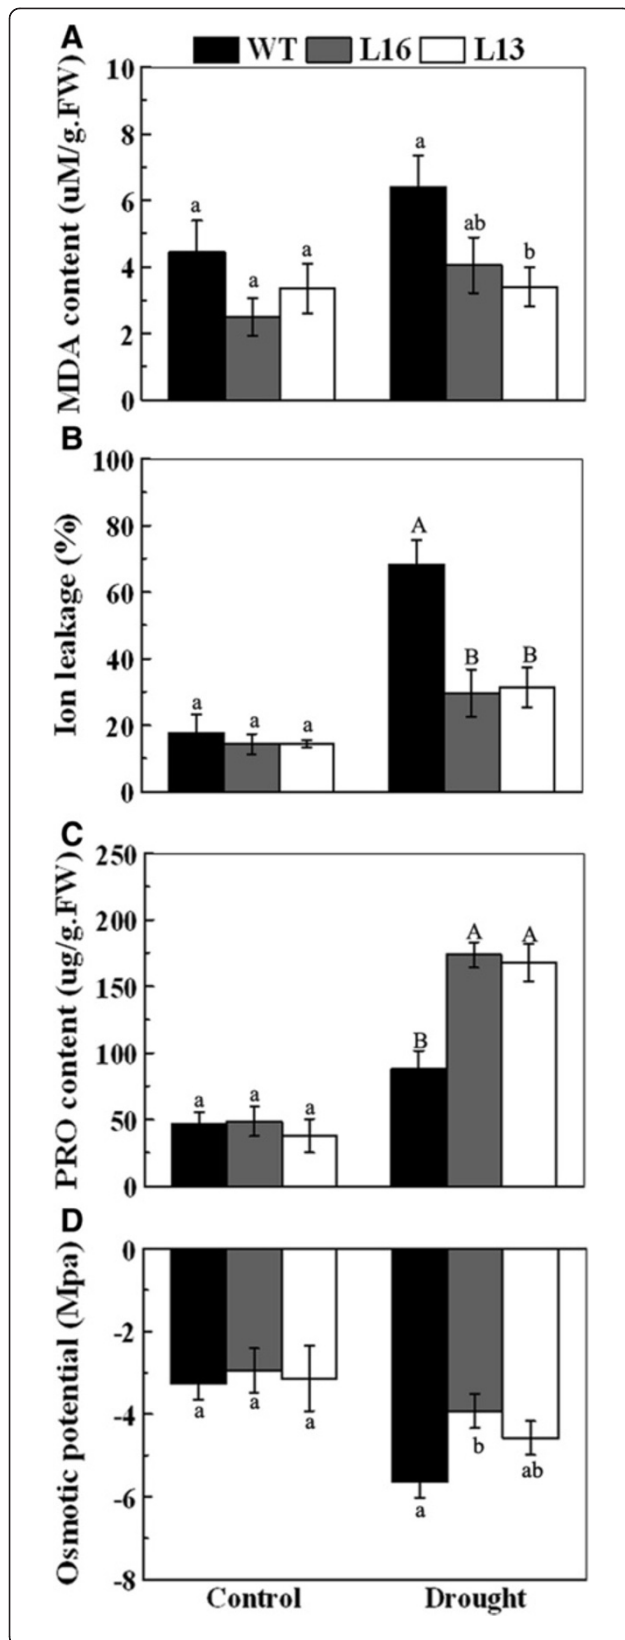 A
WT L16 L13
MDA content (uM/g.FW)
10
8
6
4
2
0
a
a
a
a
ab
b
B
Ion leakage (%)
100
80
60
40
20
0
a
a
a
A
B
B
C
PRO content (ug/g.FW)
250
200
150
100
50
0
a
a
a
B
A
A
D
Osmotic potential (Mpa)
0
-2
-4
-6
-8
a
a
a
a
b
ab
Control Drought